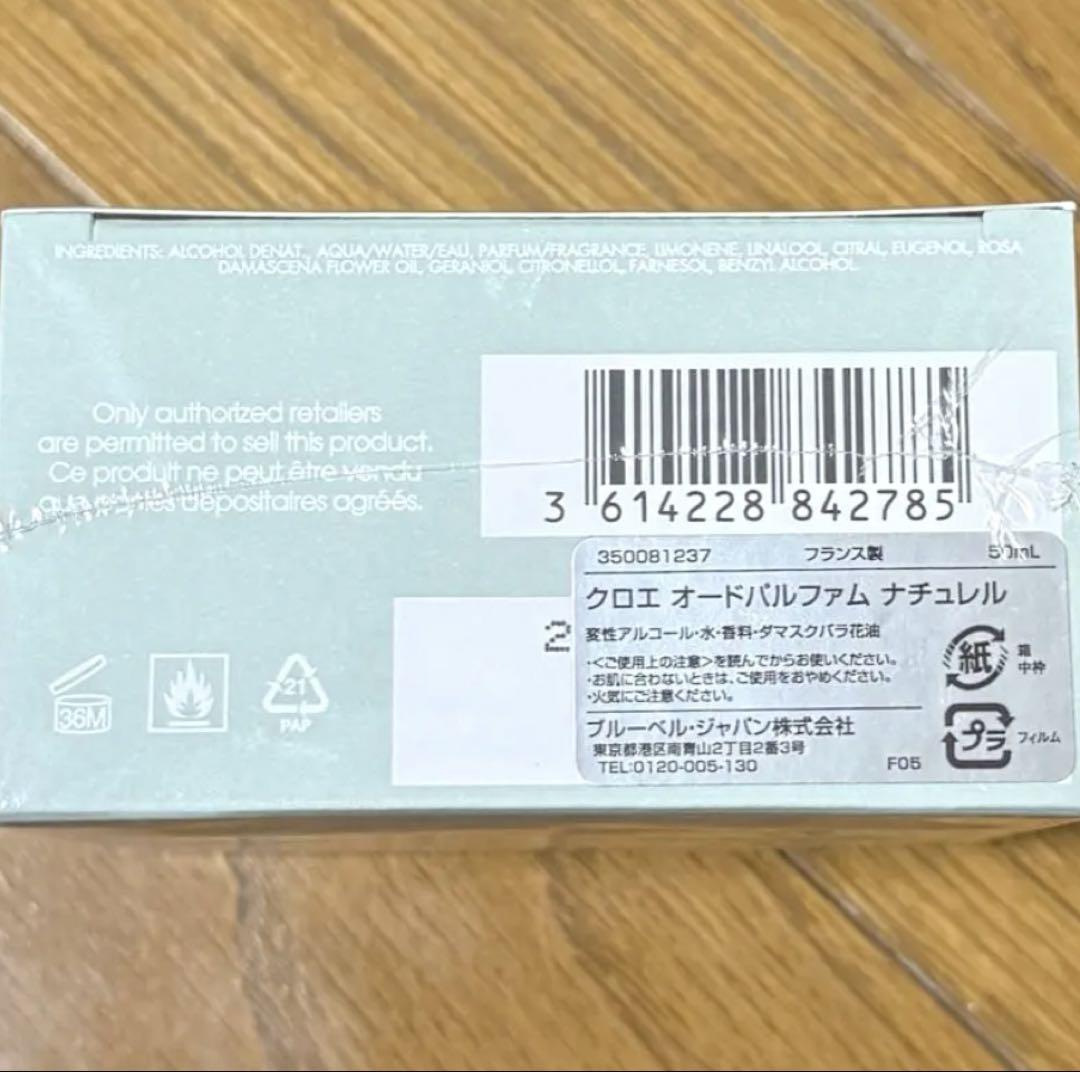 INGREDIENTS: ALCOHOL DENAT., AQUA/WATER/EAU, PARFUM/FRAGRANCE, LIMONENE, LINALOOL, CITRAL, EUGENOL, ROSA
DAMASCENA FLOWER OIL, GERANIOL, CITRONELLOL, FARNESOL, BENZYL ALCOHOL.
Only authorized retailers
are permitted to sell this product.
Ce produit ne peut être vendu
que par les dépositaires agréés.
3 614228 842785
2
36M
21
PAP
350081237 フランス製 50mL
クロエ オードパルファム ナチュレル
変性アルコール・水・香料・ダマスクバラ花油
・<ご使用上の注意>を読んでからお使いください。
・お肌に合わないときは、ご使用をおやめください。
・火気にご注意ください。
ブルーベル・ジャパン株式会社
東京都港区南青山2丁目2番3号
TEL:0120-005-130 F05
紙 箱
中枠
プラ フィルム